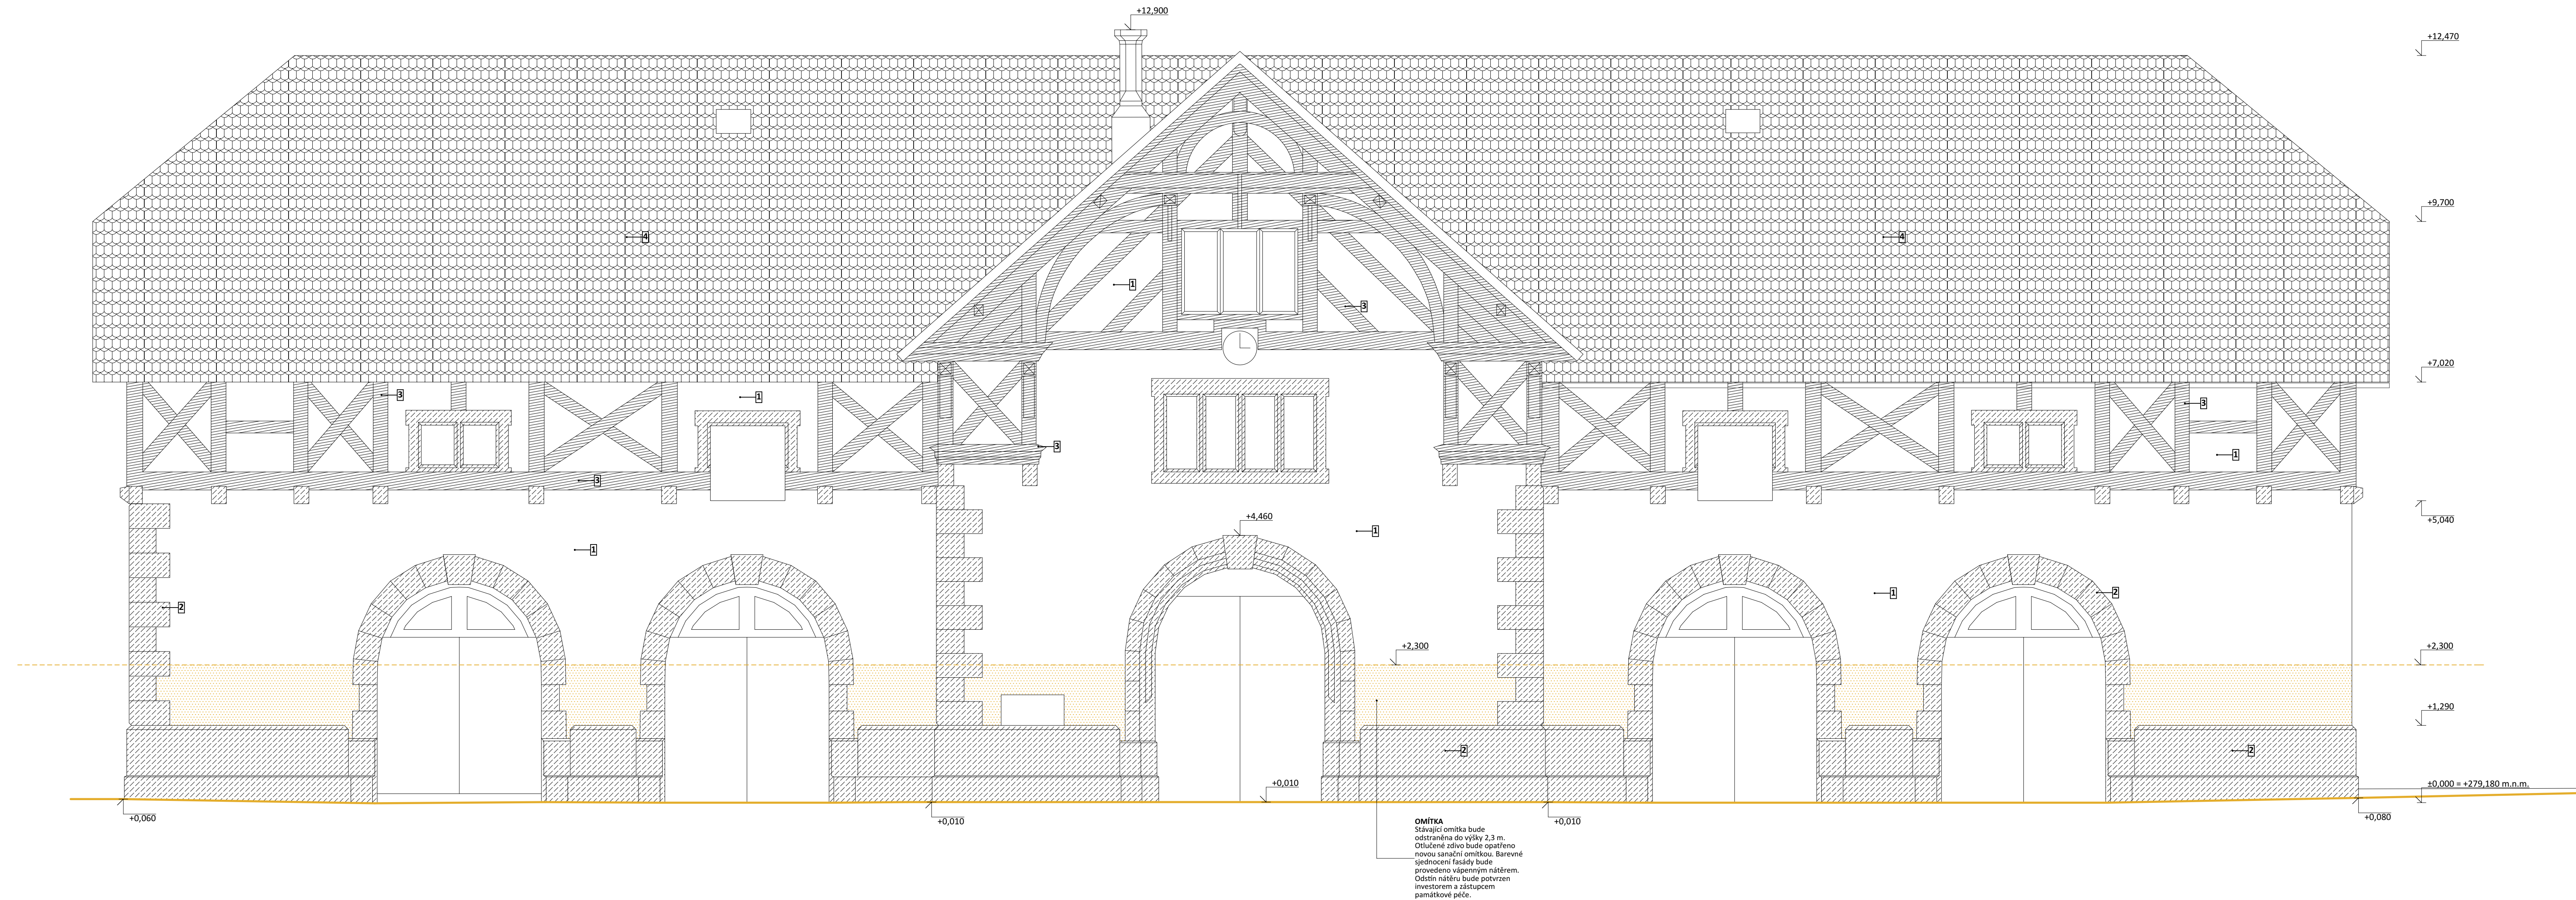 +12,900
+12,470
4
4
+9,700
1
3
+7,020
3
1
3
3
1
3
+5,040
+4,460
1
1
2
1
2
+2,300
+2,300
+1,290
2
2
+0,010
±0,000 = +279,180 m.n.m.
+0,060
+0,010
+0,010
+0,080
OMÍTKA
Stávající omítka bude
odstraněna do výšky 2,3 m.
Otlučené zdivo bude opatřeno
novou sanační omítkou. Barevné
sjednocení fasády bude
provedeno vápenným nátěrem.
Odstín nátěru bude potvrzen
investorem a zástupcem
památkové péče.